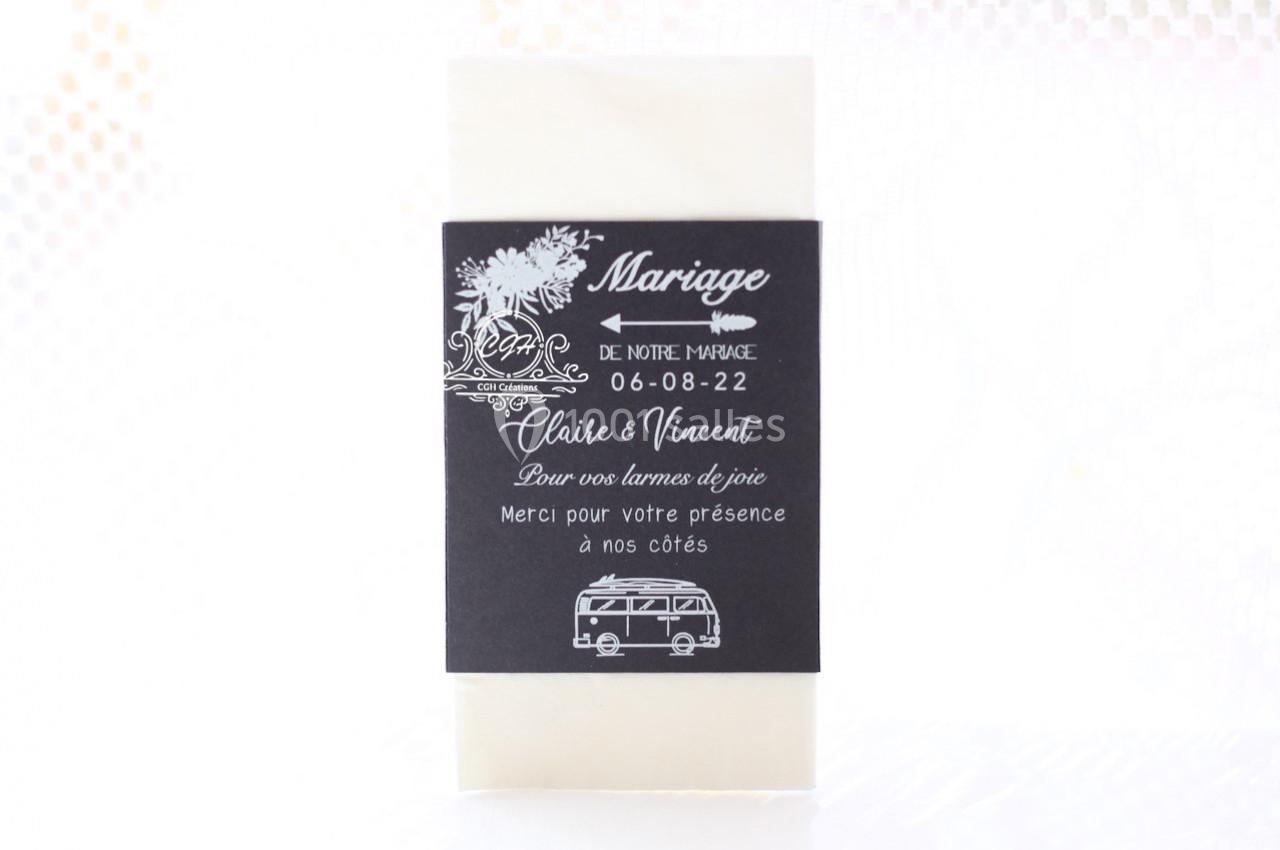 Mariage
DE NOTRE MARIAGE
06-08-22
CGH
CGH Créations
Claire & Vincent
1001salles
Pour vos larmes de joie
Merci pour votre présence
à nos côtés